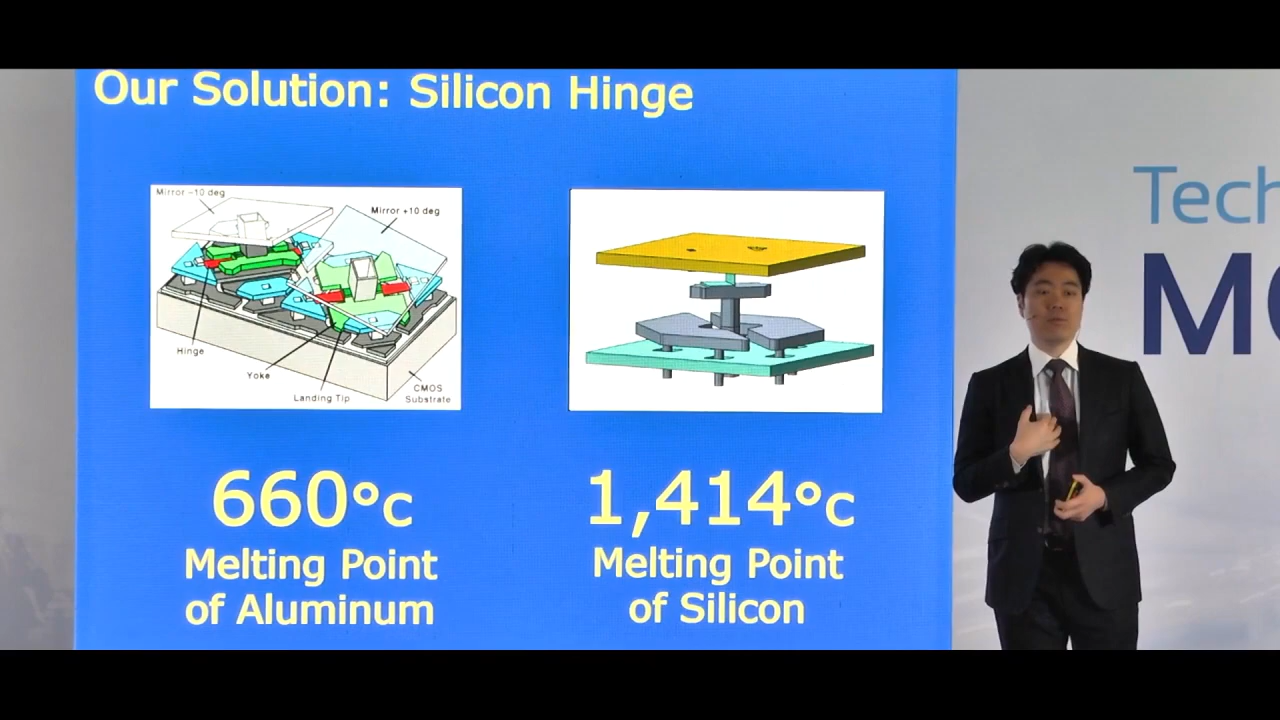 Our Solution: Silicon Hinge
Mirror -10 deg
Mirror +10 deg
Hinge
Yoke
Landing Tip
CMOS
Substrate
660°c
Melting Point
of Aluminum
1,414°c
Melting Point
of Silicon
Tech